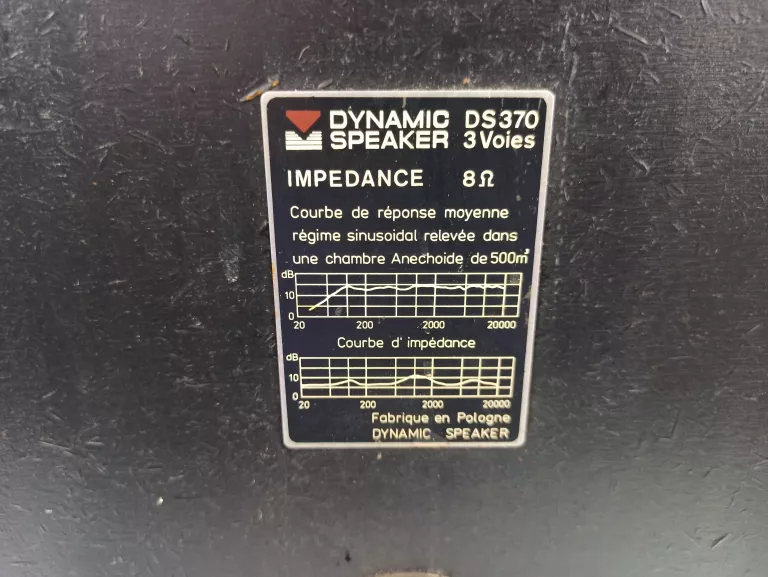 DYNAMIC SPEAKER DS370
3 Voies
IMPEDANCE 8Ω
Courbe de réponse moyenne
régime sinusoidal relevée dans
une chambre Anechoide de 500m³
dB
10
0
20 200 2000 20000
Courbe d'impédance
dB
10
0
20 200 2000 20000
Fabrique en Pologne
DYNAMIC SPEAKER